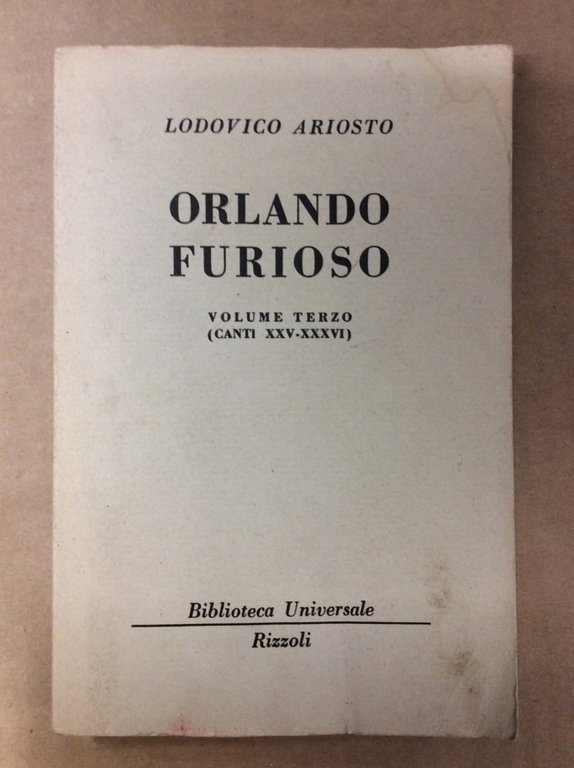 LODOVICO ARIOSTO
ORLANDO
FURIOSO
VOLUME TERZO
(CANTI XXV-XXXVI)
Biblioteca Universale
Rizzoli